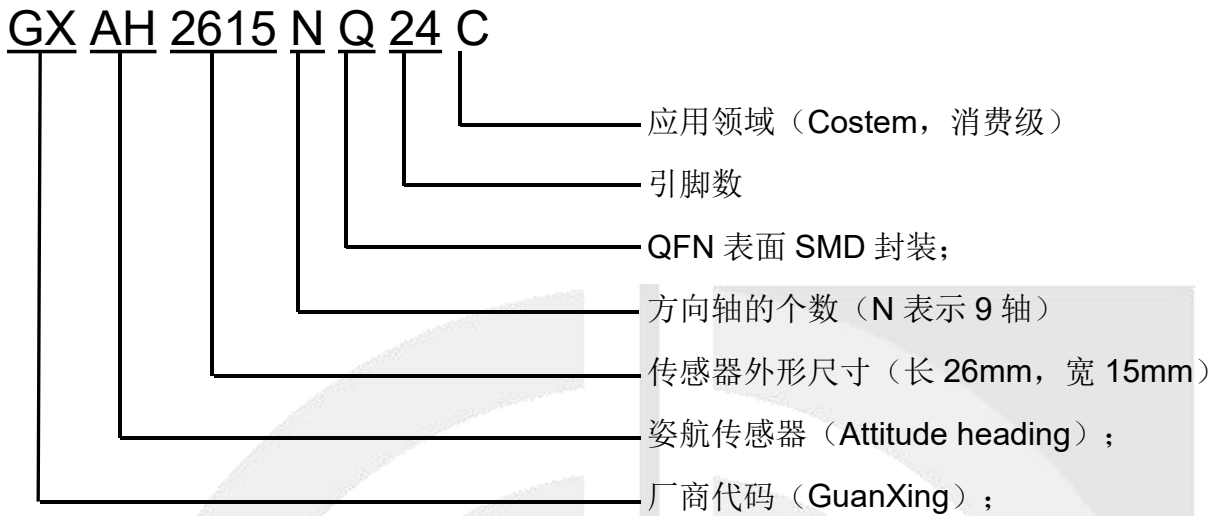 GX AH 2615 N Q 24 C
应用领域（Costem，消费级）
引脚数
QFN 表面 SMD 封装；
方向轴的个数（N 表示 9 轴）
传感器外形尺寸（长 26mm，宽 15mm）
姿航传感器（Attitude heading）；
厂商代码（GuanXing）；